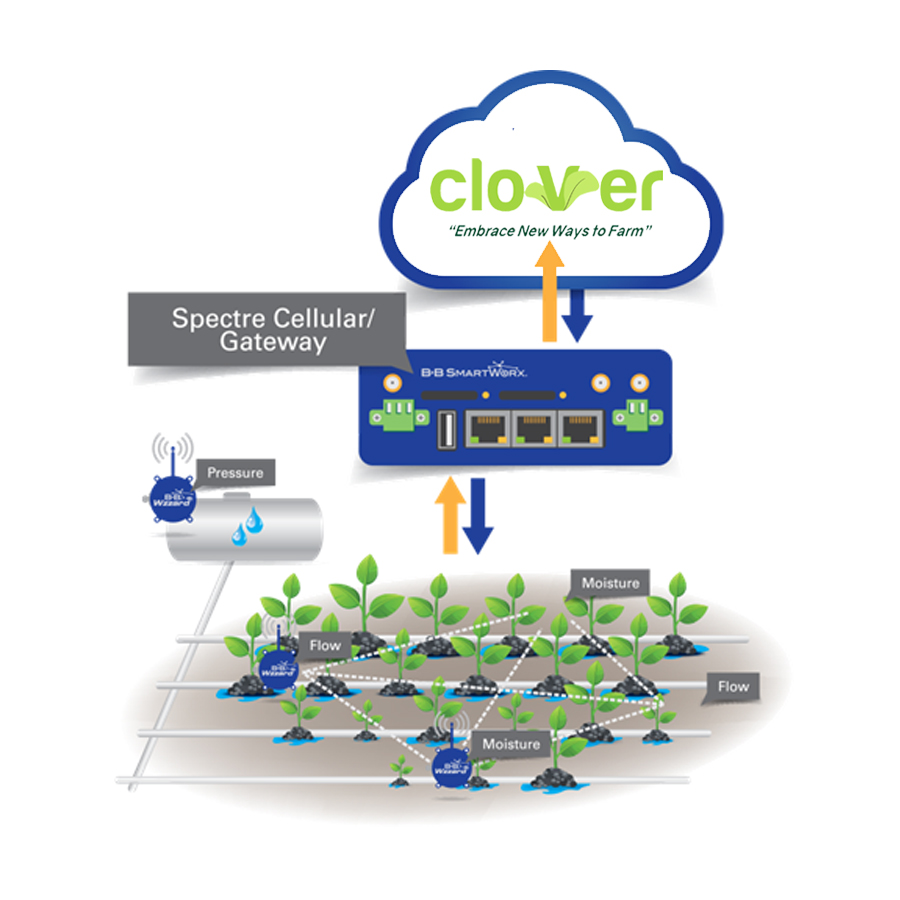 clover
“Embrace New Ways to Farm”
Spectre Cellular/
Gateway
B+B SMARTWORX
Pressure
B+B
Wzzard
Moisture
Flow
B+B
Wzzard
Flow
Moisture
B+B
Wzzard